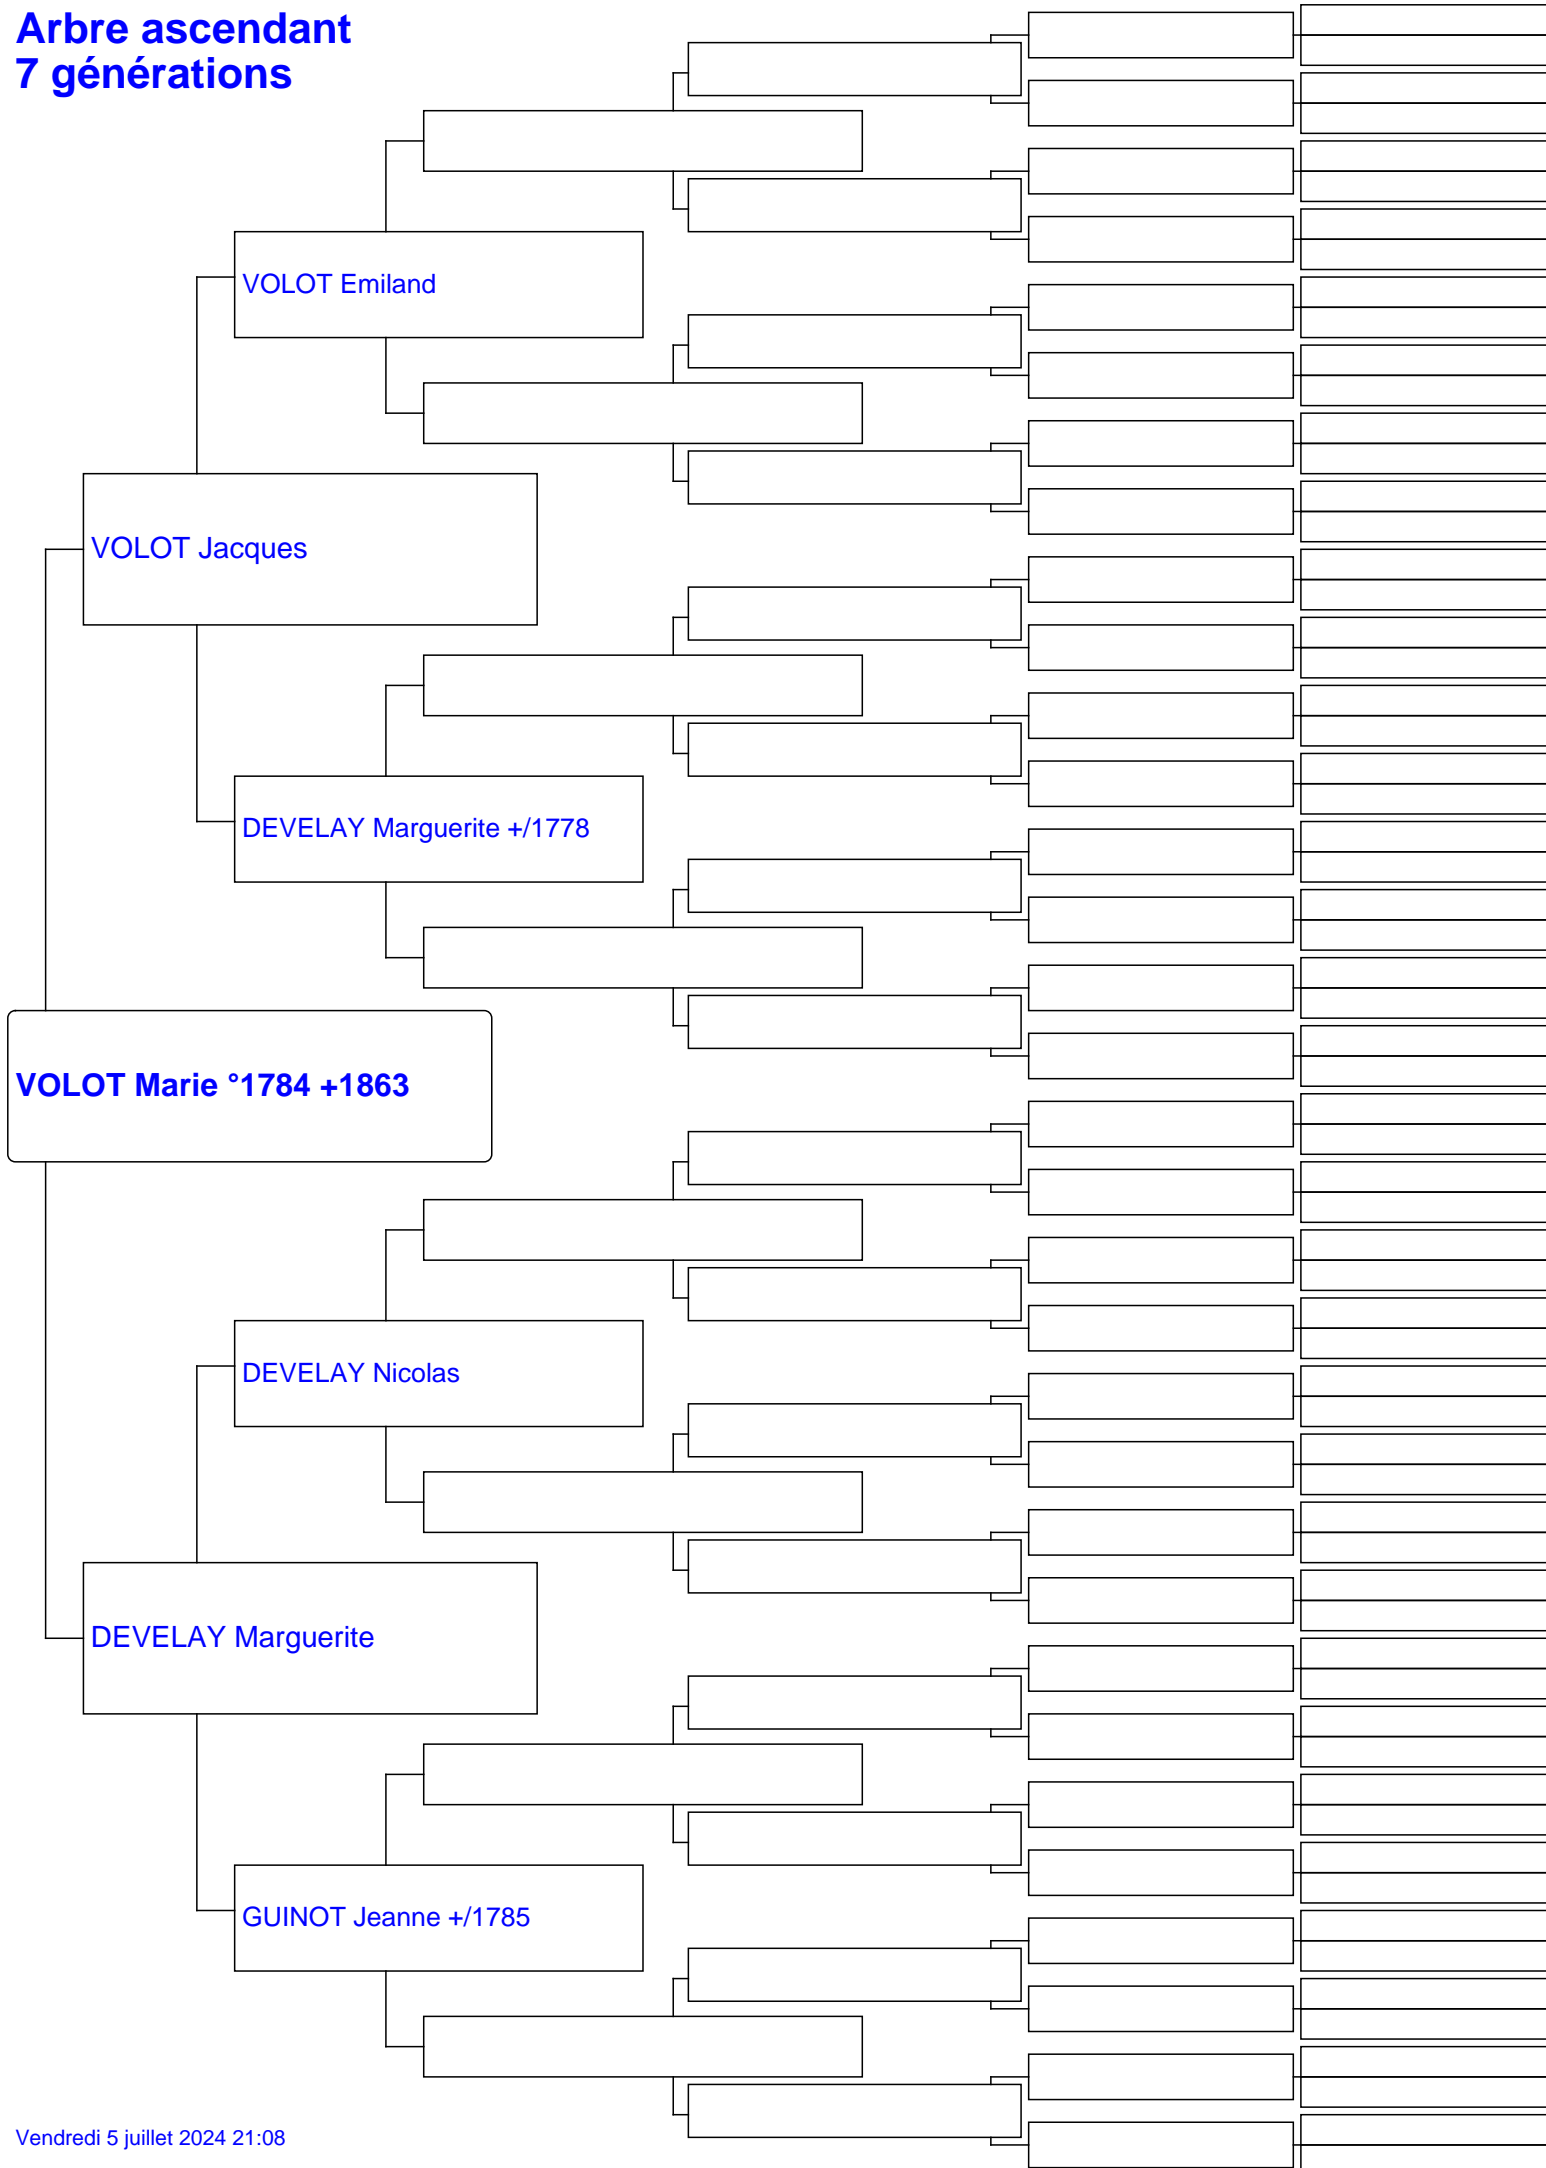 Arbre ascendant
7 générations
VOLOT Emiland
VOLOT Jacques
DEVELAY Marguerite +/1778
VOLOT Marie °1784 +1863
DEVELAY Nicolas
DEVELAY Marguerite
GUINOT Jeanne +/1785
Vendredi 5 juillet 2024 21:08